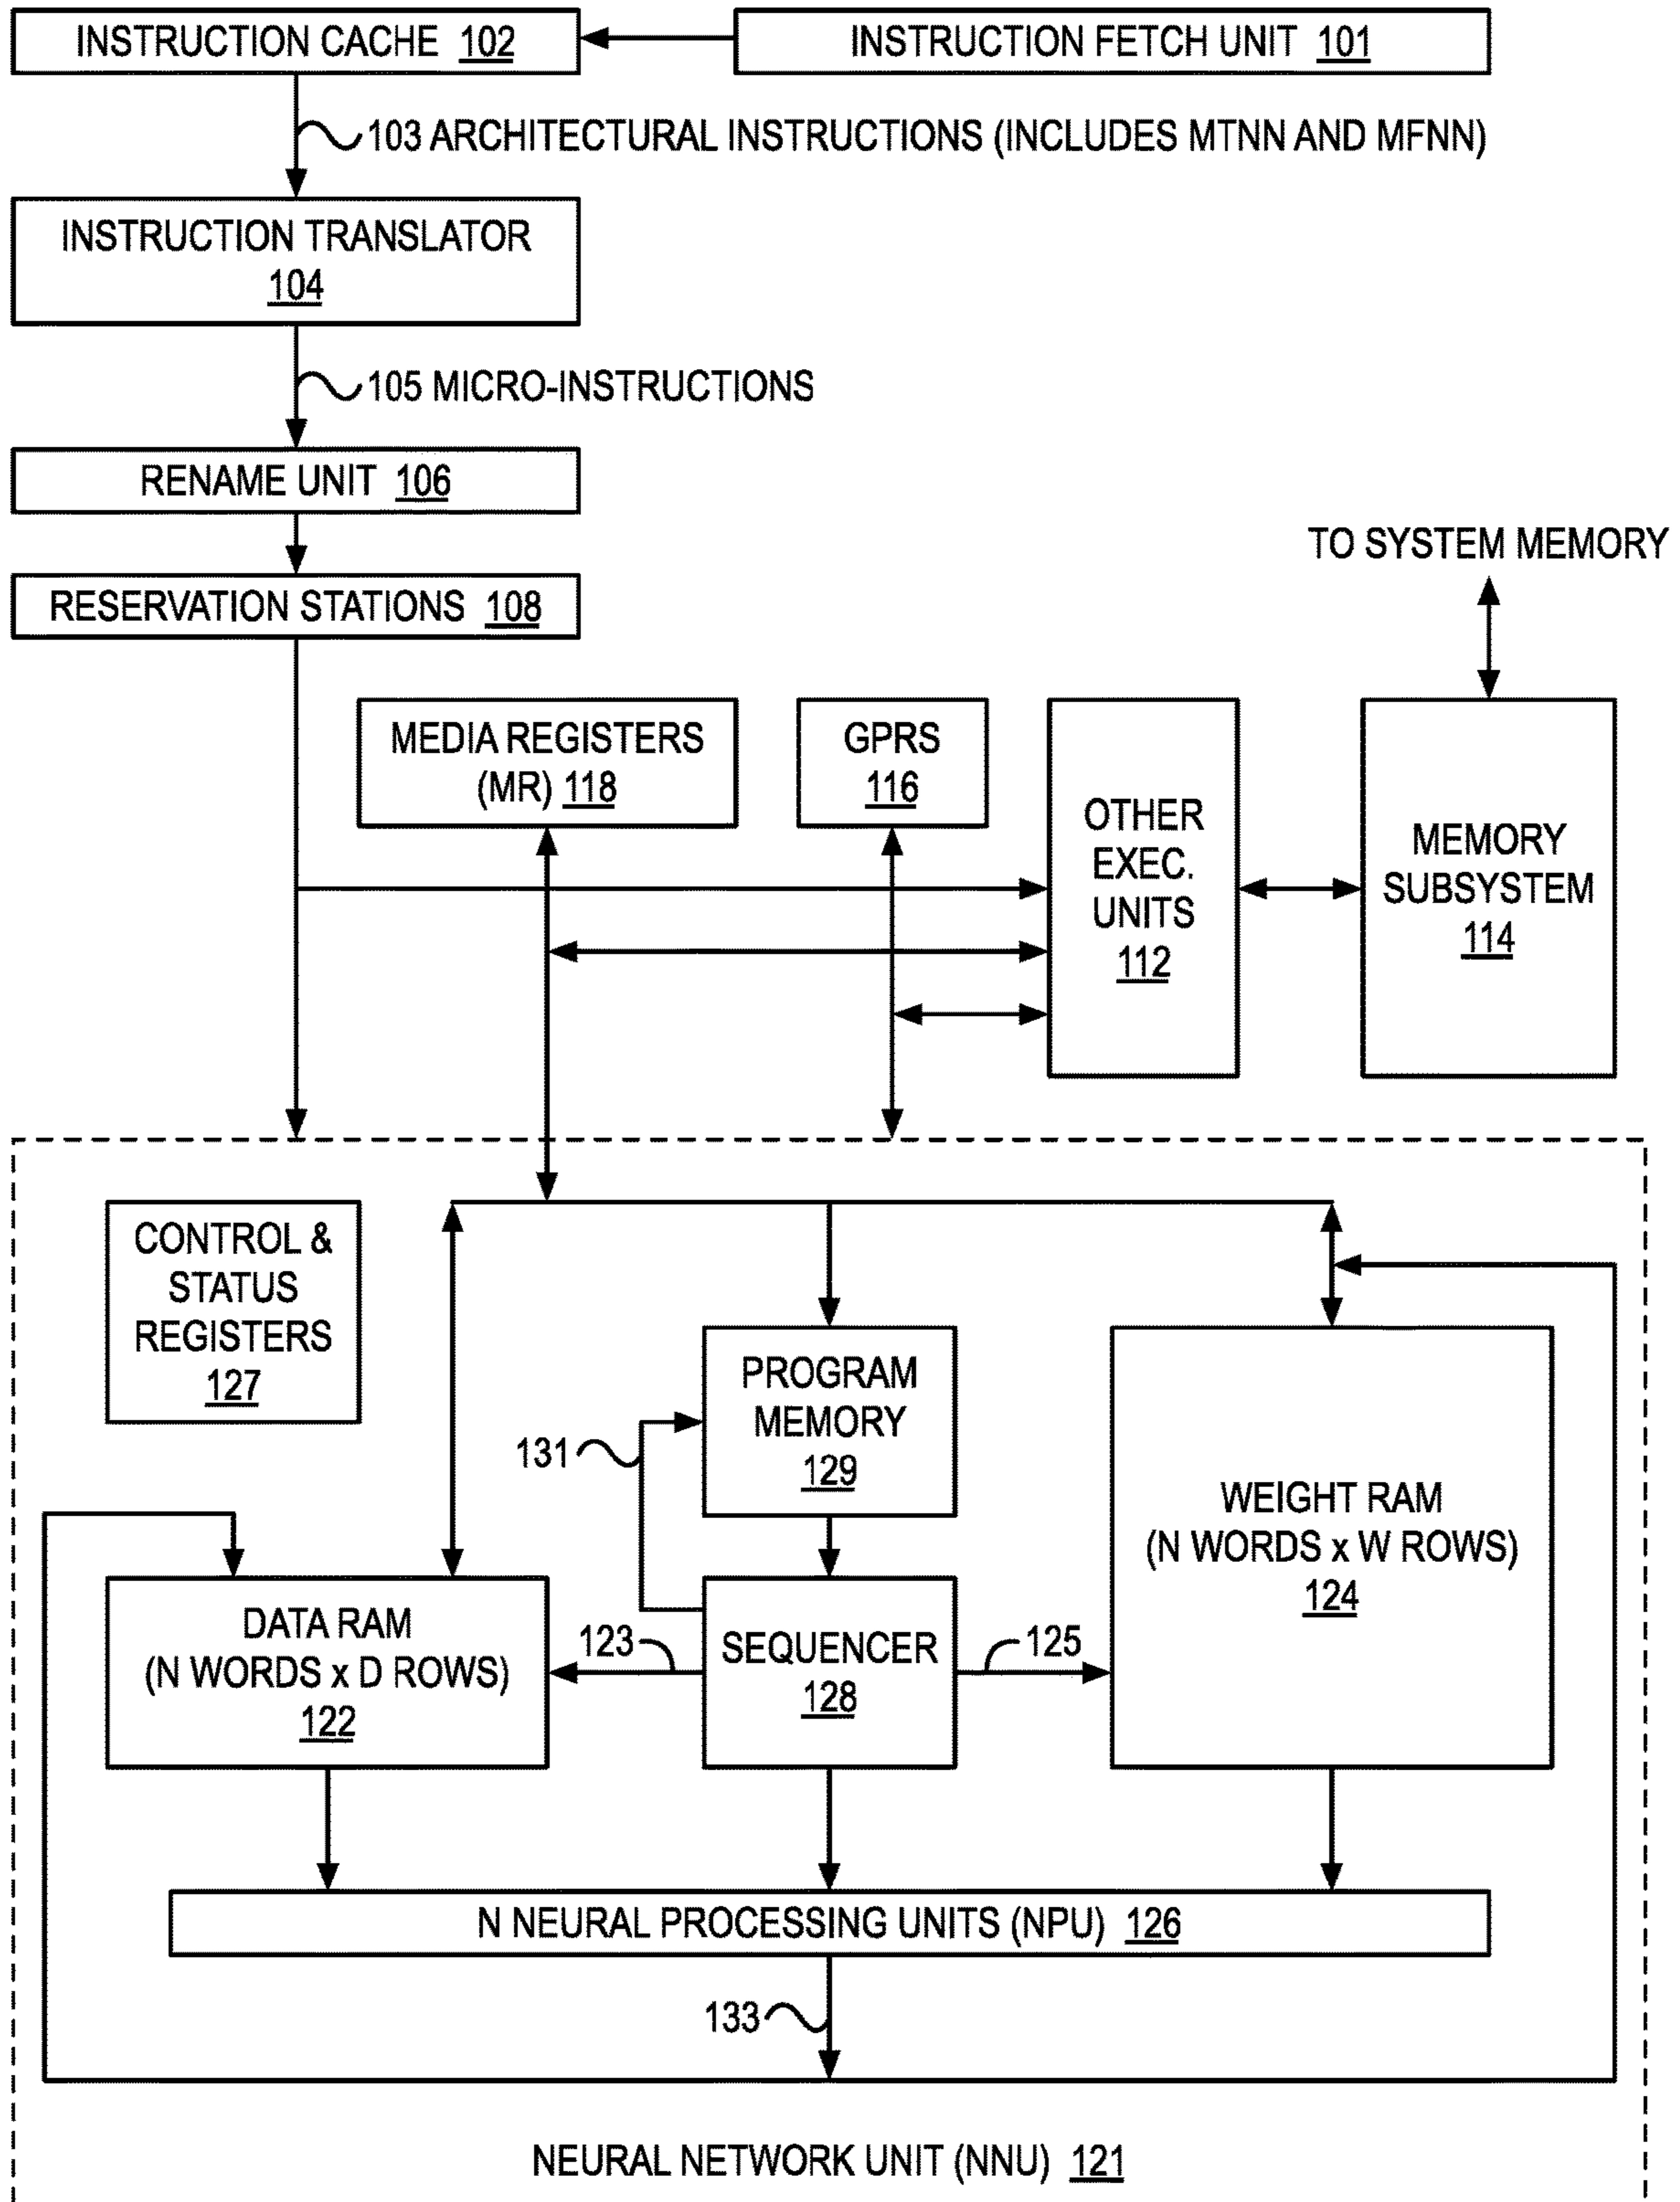 INSTRUCTION CACHE 102
INSTRUCTION FETCH UNIT 101
103 ARCHITECTURAL INSTRUCTIONS (INCLUDES MTNN AND MFNN)
INSTRUCTION TRANSLATOR
104
105 MICRO-INSTRUCTIONS
RENAME UNIT 106
TO SYSTEM MEMORY
RESERVATION STATIONS 108
MEDIA REGISTERS
(MR) 118
GPRS
116
OTHER
EXEC.
UNITS
112
MEMORY
SUBSYSTEM
114
CONTROL &
STATUS
REGISTERS
127
PROGRAM
MEMORY
129
131
WEIGHT RAM
(N WORDS x W ROWS)
124
DATA RAM
(N WORDS x D ROWS)
122
123
SEQUENCER
128
125
N NEURAL PROCESSING UNITS (NPU) 126
133
NEURAL NETWORK UNIT (NNU) 121